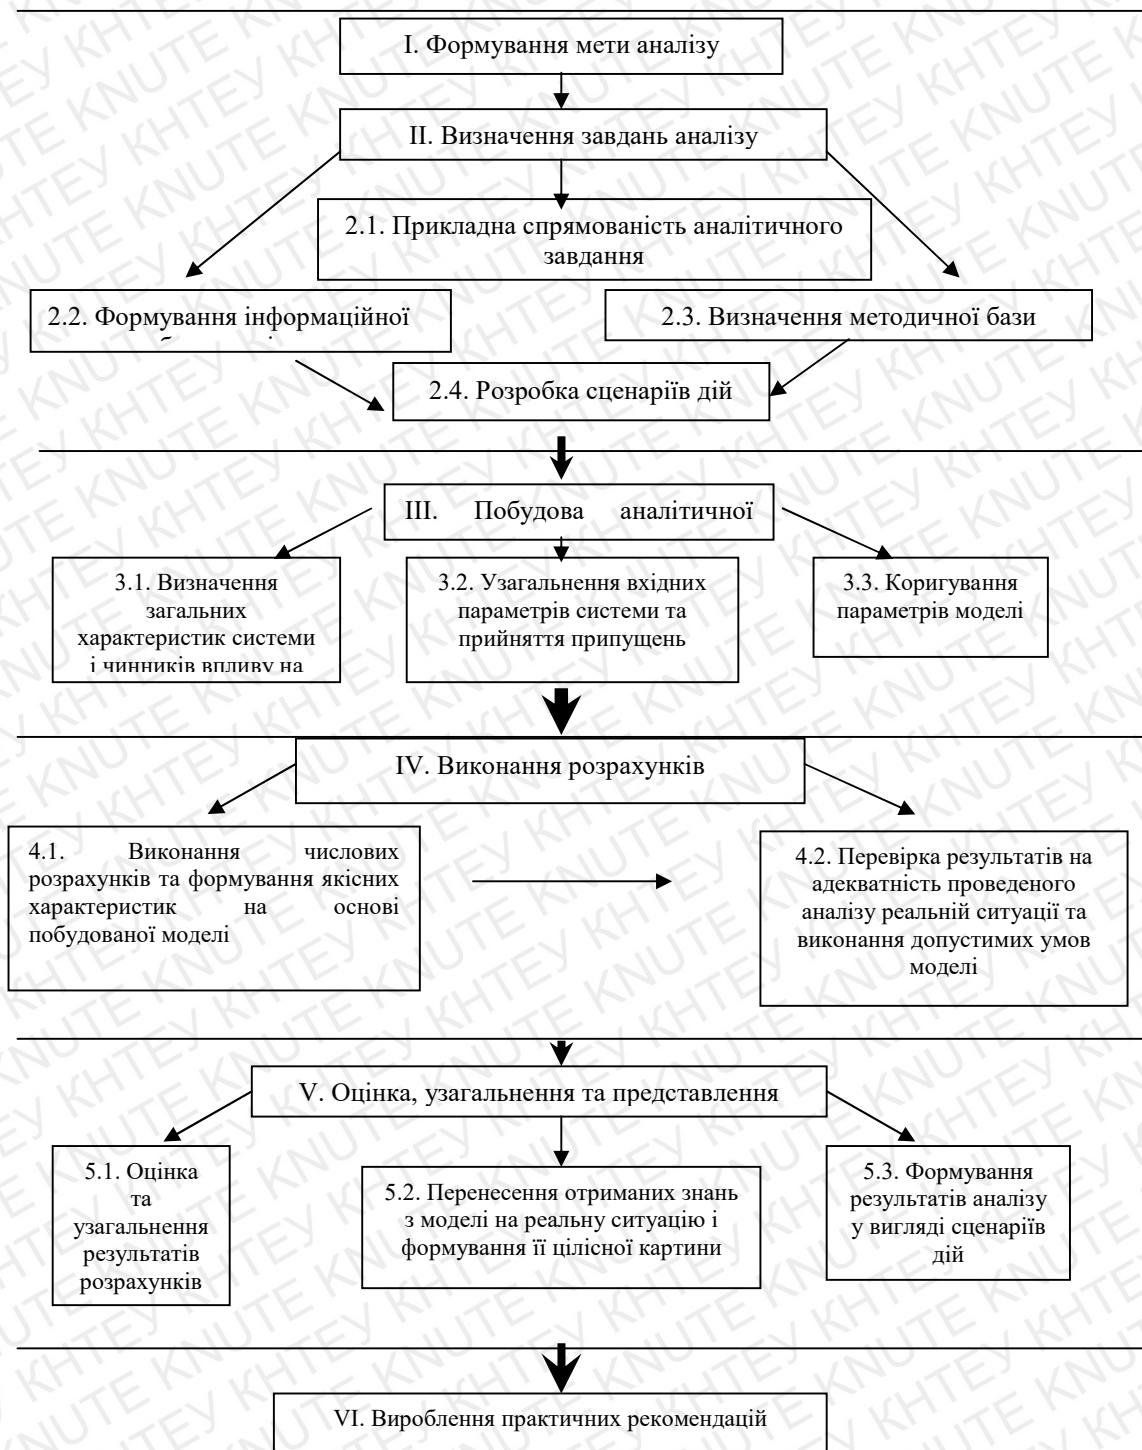 І. Формування мети аналізу
ІІ. Визначення завдань аналізу
2.1. Прикладна спрямованість аналітичного
завдання
2.2. Формування інформаційної
2.3. Визначення методичної бази
2.4. Розробка сценаріїв дій
ІІІ. Побудова аналітичної
3.1. Визначення
загальних
характеристик системи
і чинників впливу на
3.2. Узагальнення вхідних
параметрів системи та
прийняття припущень
3.3. Коригування
параметрів моделі
IV. Виконання розрахунків
4.1. Виконання числових
розрахунків та формування якісних
характеристик на основі
побудованої моделі
4.2. Перевірка результатів на
адекватність проведеного
аналізу реальній ситуації та
виконання допустимих умов
моделі
V. Оцінка, узагальнення та представлення
5.1. Оцінка
та
узагальнення
результатів
розрахунків
5.2. Перенесення отриманих знань
з моделі на реальну ситуацію і
формування її цілісної картини
5.3. Формування
результатів аналізу
у вигляді сценаріїв
дій
VI. Вироблення практичних рекомендацій